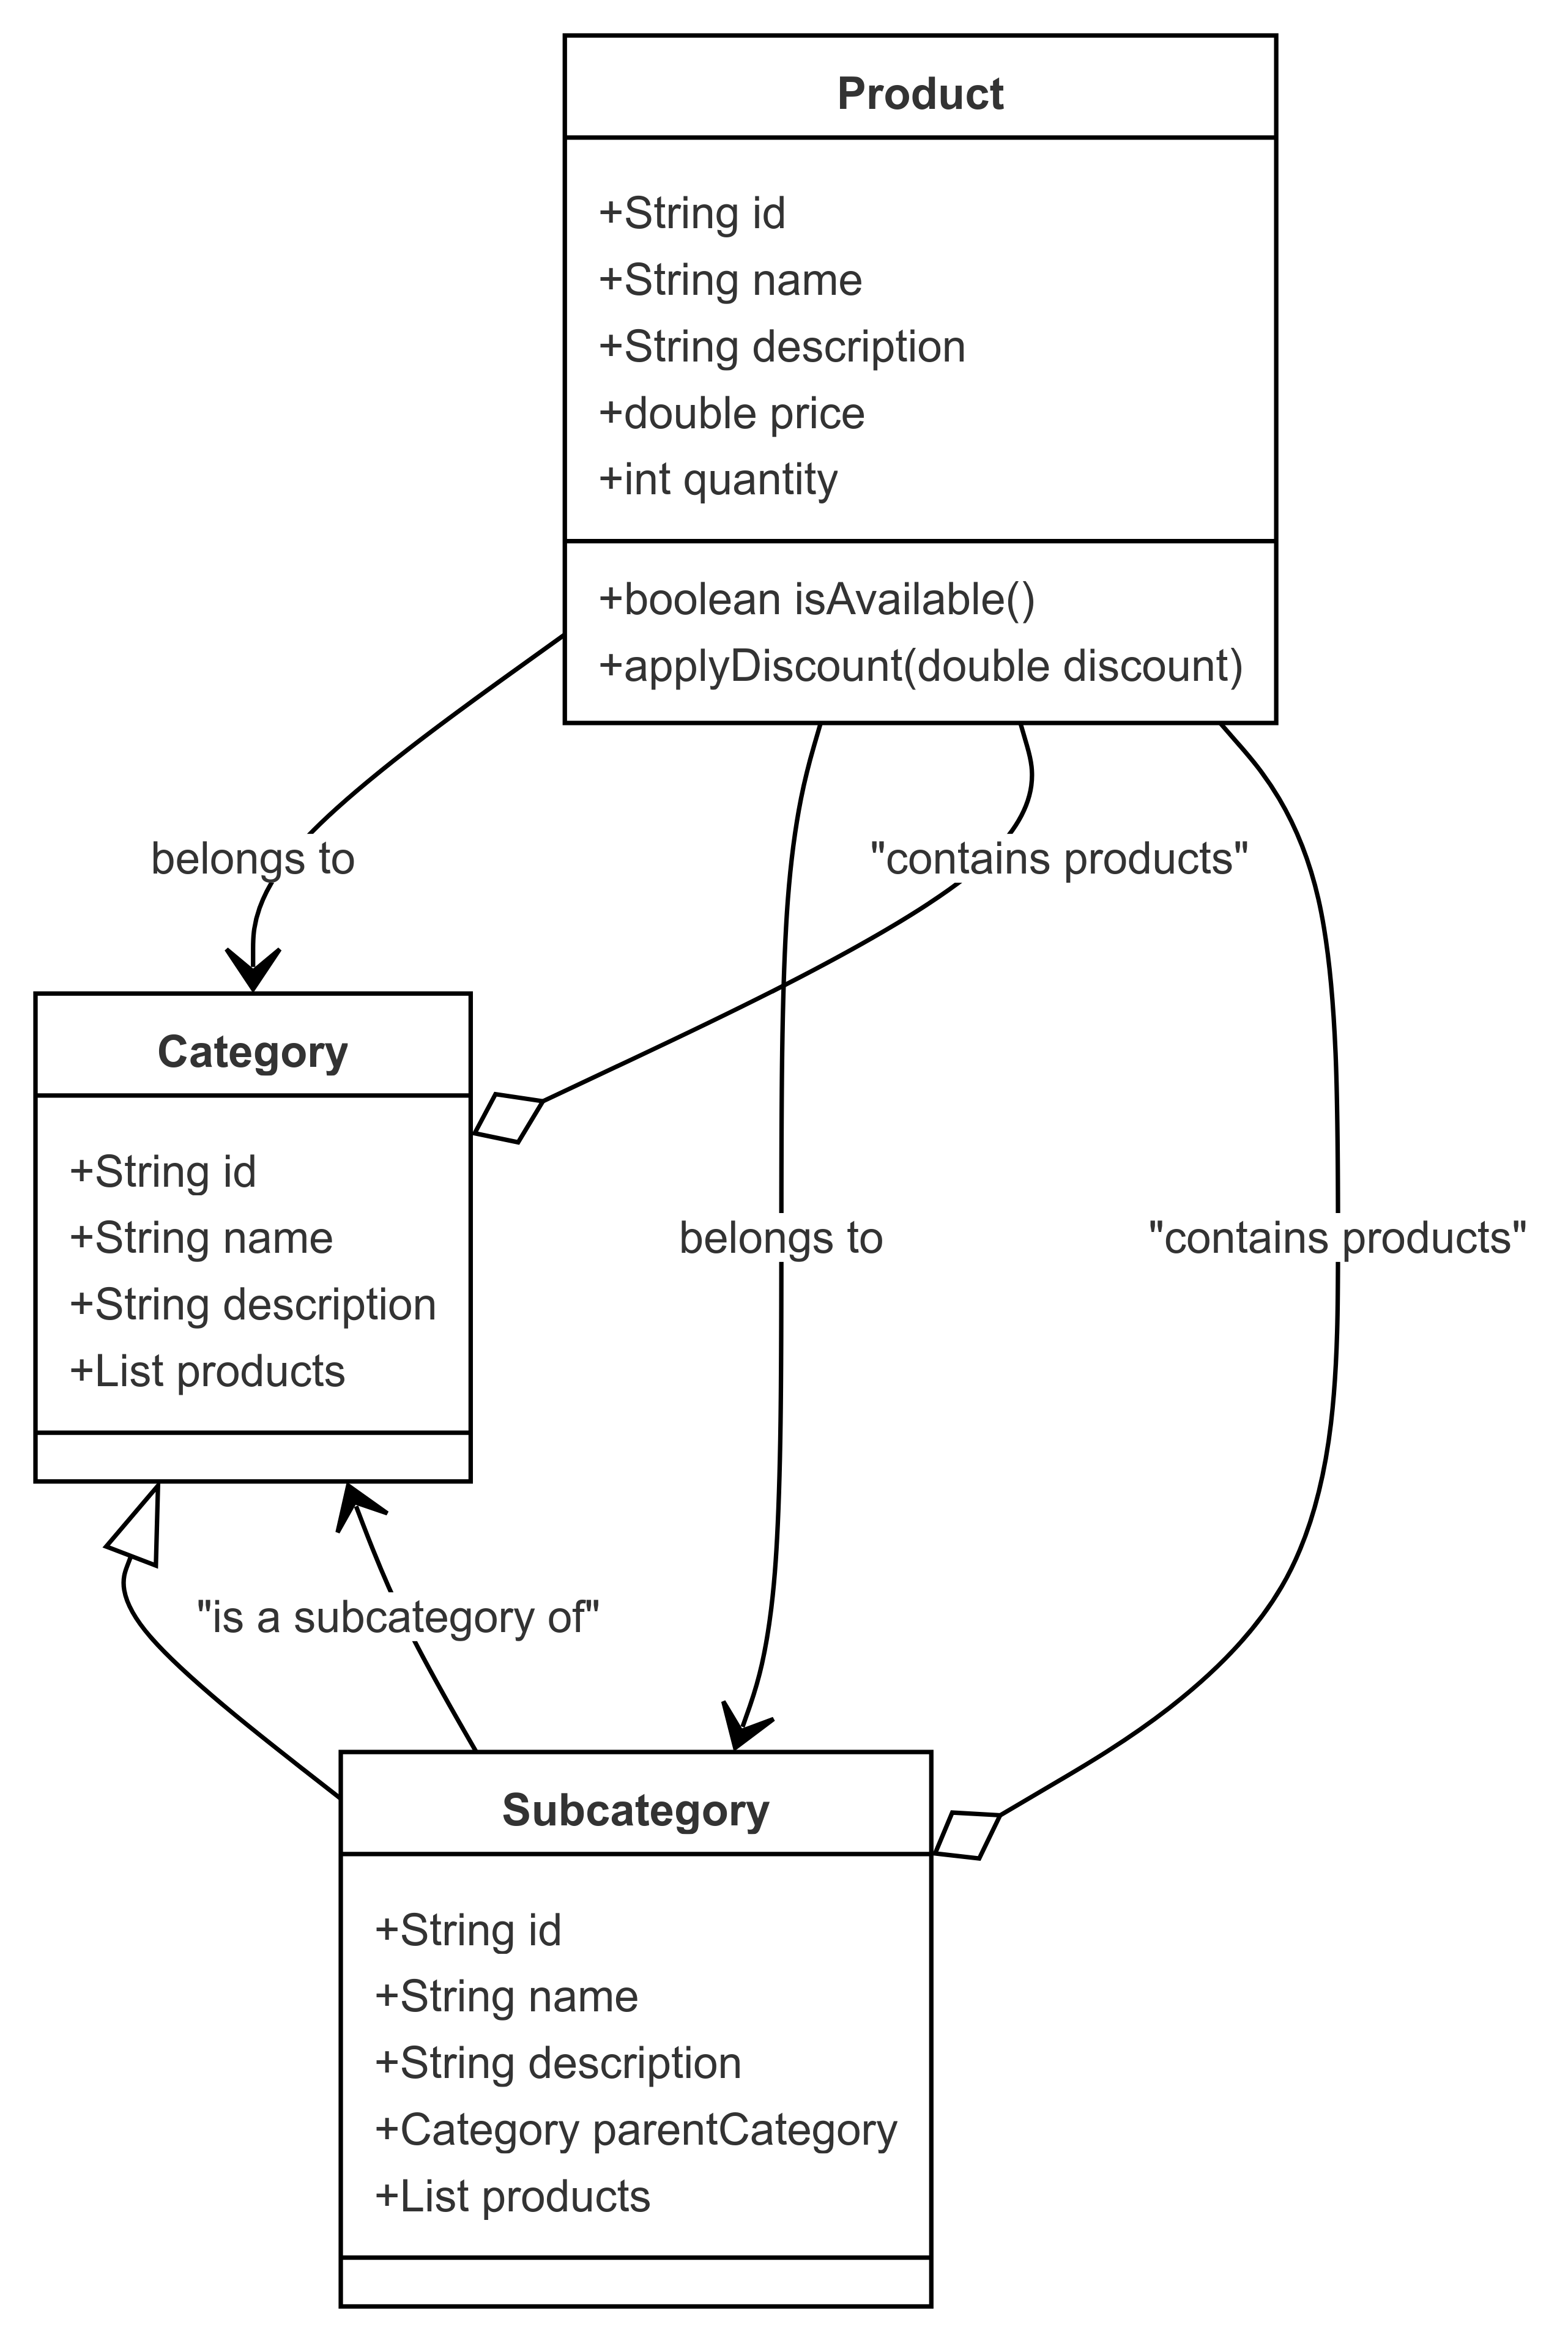 Product
+String id
+String name
+String description
+double price
+int quantity
+boolean isAvailable()
+applyDiscount(double discount)
belongs to
"contains products"
Category
+String id
+String name
+String description
+List products
belongs to
"contains products"
"is a subcategory of"
Subcategory
+String id
+String name
+String description
+Category parentCategory
+List products